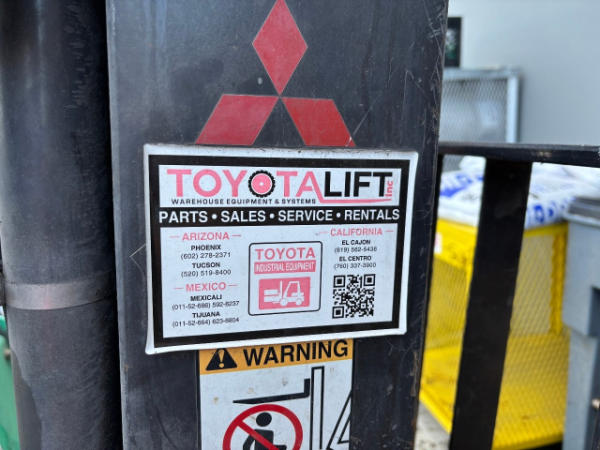 TOYOTALIFT Inc
WAREHOUSE EQUIPMENT & SYSTEMS
PARTS • SALES • SERVICE • RENTALS
ARIZONA
PHOENIX
(602) 278-2371
TUCSON
(520) 519-8400
MEXICO
MEXICALI
(011-52-686) 592-8237
TIJUANA
(011-52-664) 623-6604
TOYOTA
INDUSTRIAL EQUIPMENT
CALIFORNIA
EL CAJON
(619) 562-5438
EL CENTRO
(760) 337-3900
WARNING